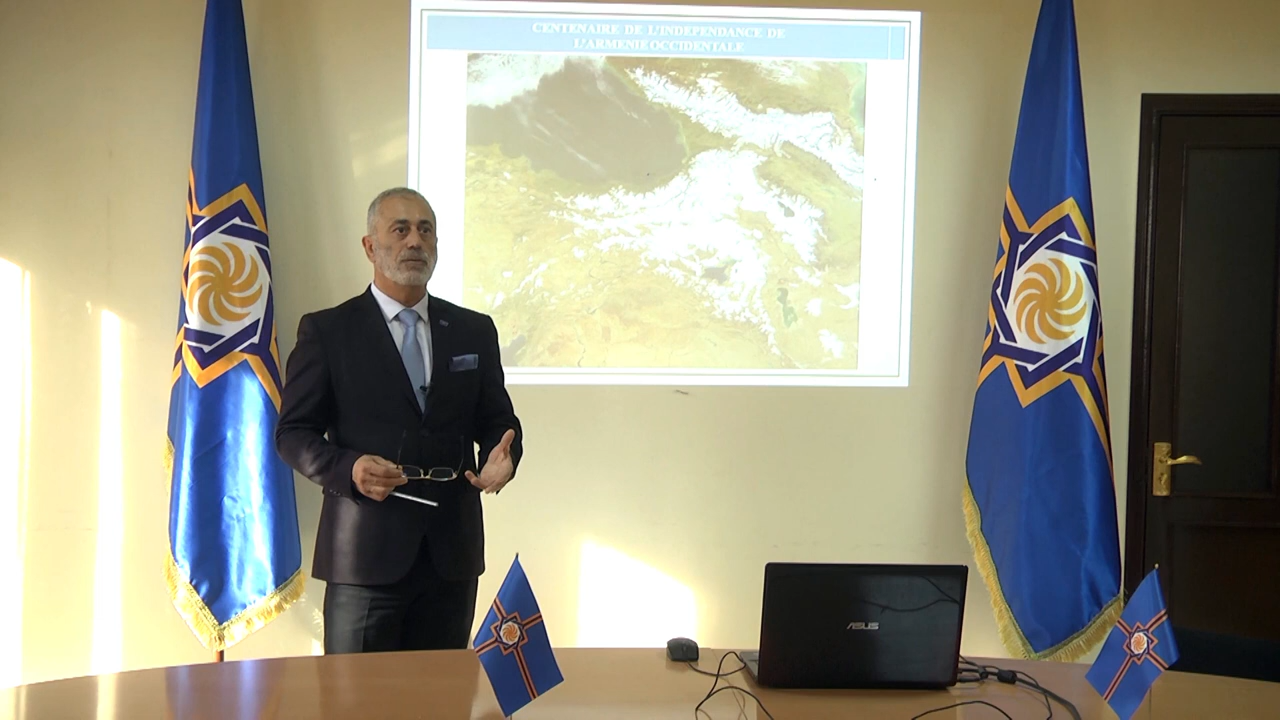 CENTENAIRE DE L'INDEPENDANCE DE
L'ARMENIE OCCIDENTALE
ASUS